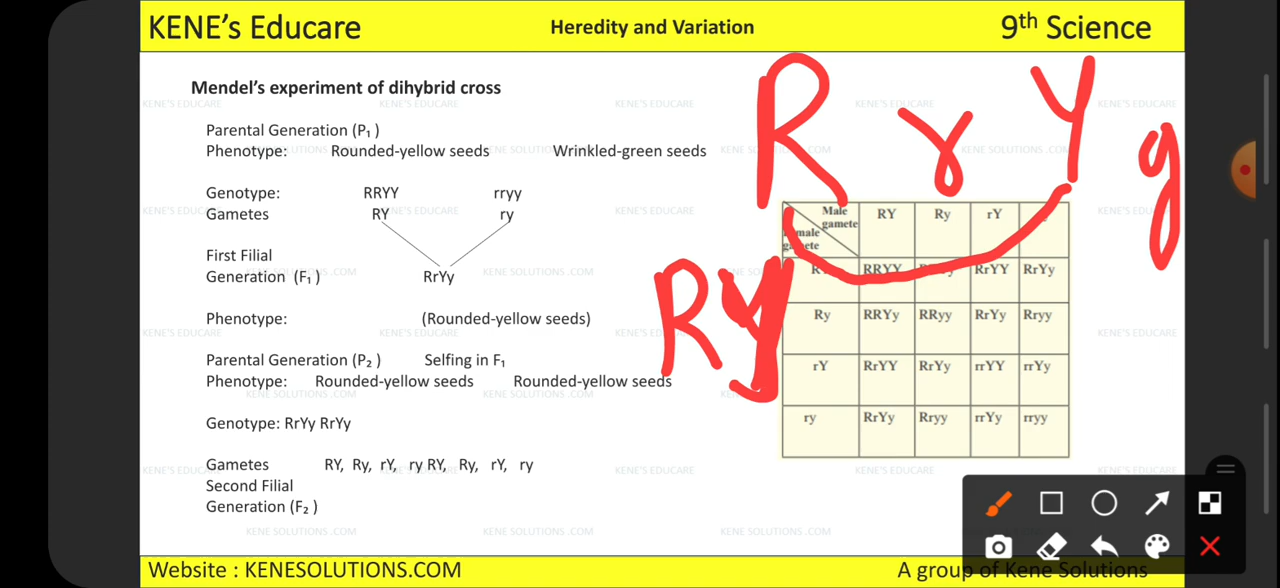 KENE's Educare
Heredity and Variation
9th Science
Mendel's experiment of dihybrid cross
Parental Generation (P₁ )
Phenotype: Rounded-yellow seeds Wrinkled-green seeds
Genotype: RRYY rryy
Gametes RY ry
First Filial
Generation (F₁ ) RrYy
Phenotype: (Rounded-yellow seeds)
Parental Generation (P₂ ) Selfing in F₁
Phenotype: Rounded-yellow seeds Rounded-yellow seeds
Genotype: RrYy RrYy
Gametes RY, Ry, rY, ry RY, Ry, rY, ry
Second Filial
Generation (F₂ )
R r Y y
Ry
Male
gamete
RY Ry rY
RRYY RrYY RrYy
Ry RRYy RRyy RrYy Rryy
rY RrYY RrYy rrYY rrYy
ry RrYy Rryy rrYy rryy
KENE'S EDUCARE
KENE SOLUTIONS .COM
Website : KENESOLUTIONS.COM
A group of Kene Solutions